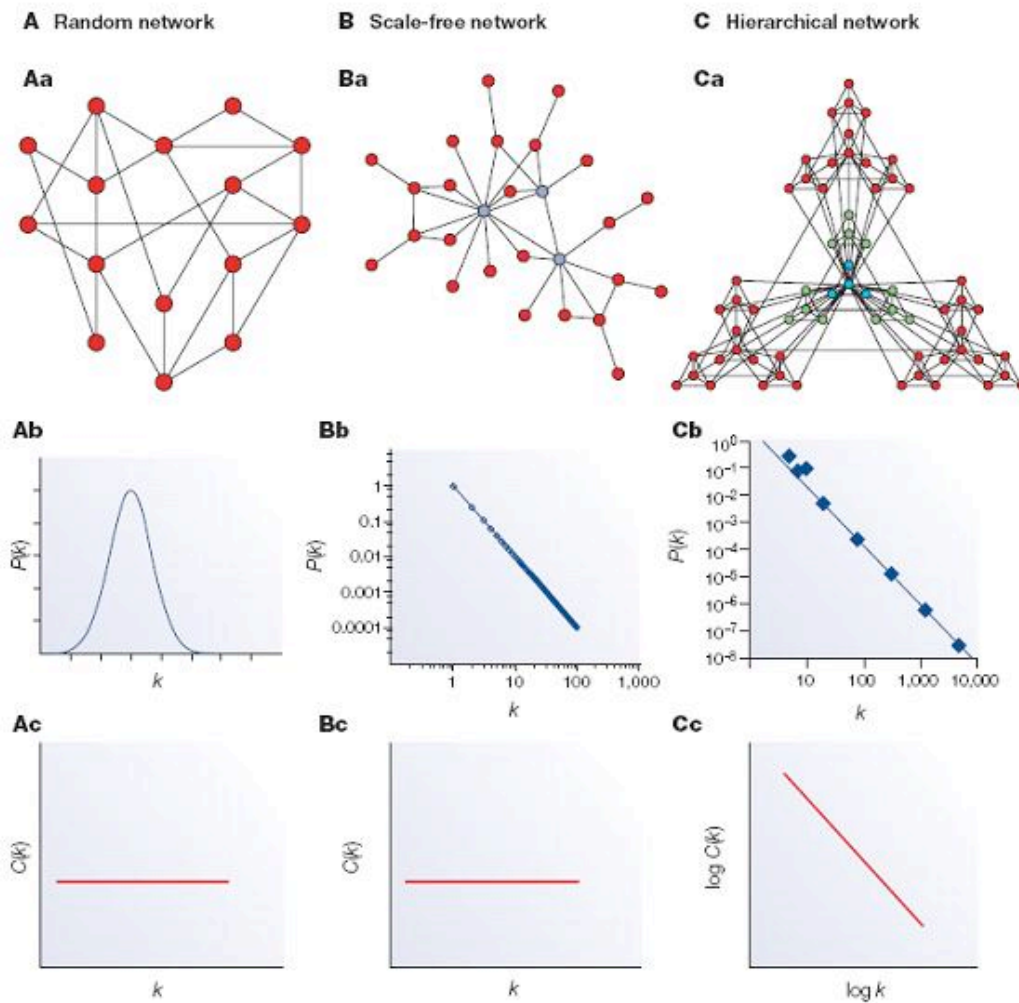 A Random network
B Scale-free network
C Hierarchical network
Aa
Ba
Ca
Ab
P(k)
k
Bb
1
0.1
0.01
0.001
0.0001
P(k)
1 10 100 1,000
k
Cb
10⁰
10⁻¹
10⁻²
10⁻³
10⁻⁴
10⁻⁵
10⁻⁶
10⁻⁷
10⁻⁸
P(k)
10 100 1,000 10,000
k
Ac
C(k)
k
Bc
C(k)
k
Cc
log C(k)
log k